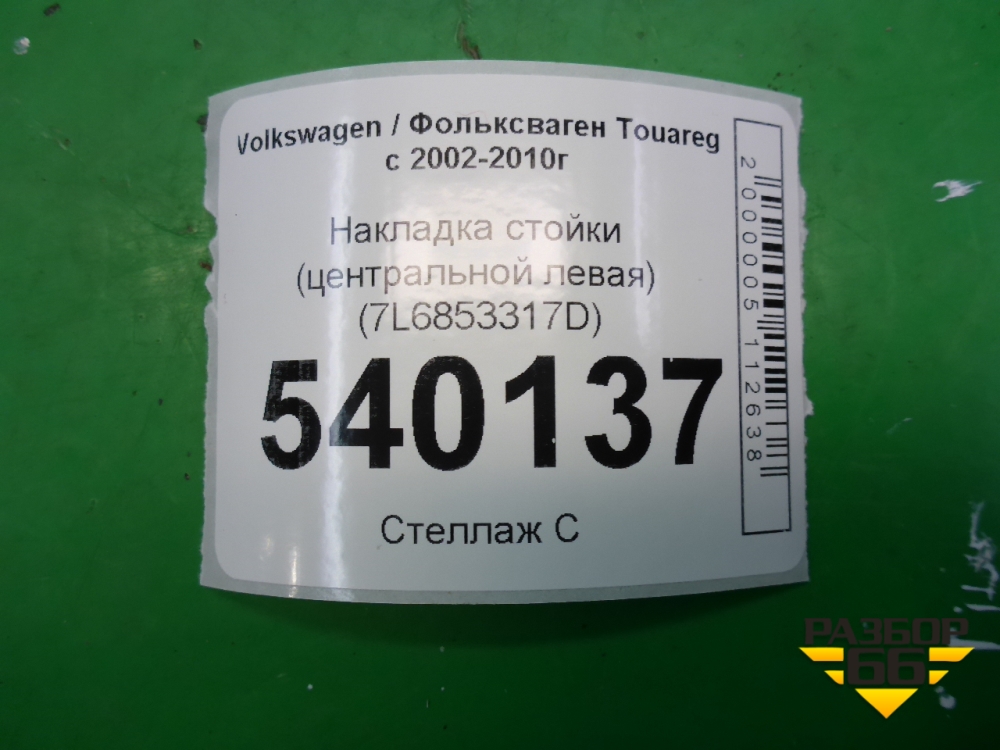 Volkswagen / Фольксваген Touareg
с 2002-2010г
Накладка стойки
(центральной левая)
(7L6853317D)
540137
Стеллаж С
2000005112638
РАЗБОР
66